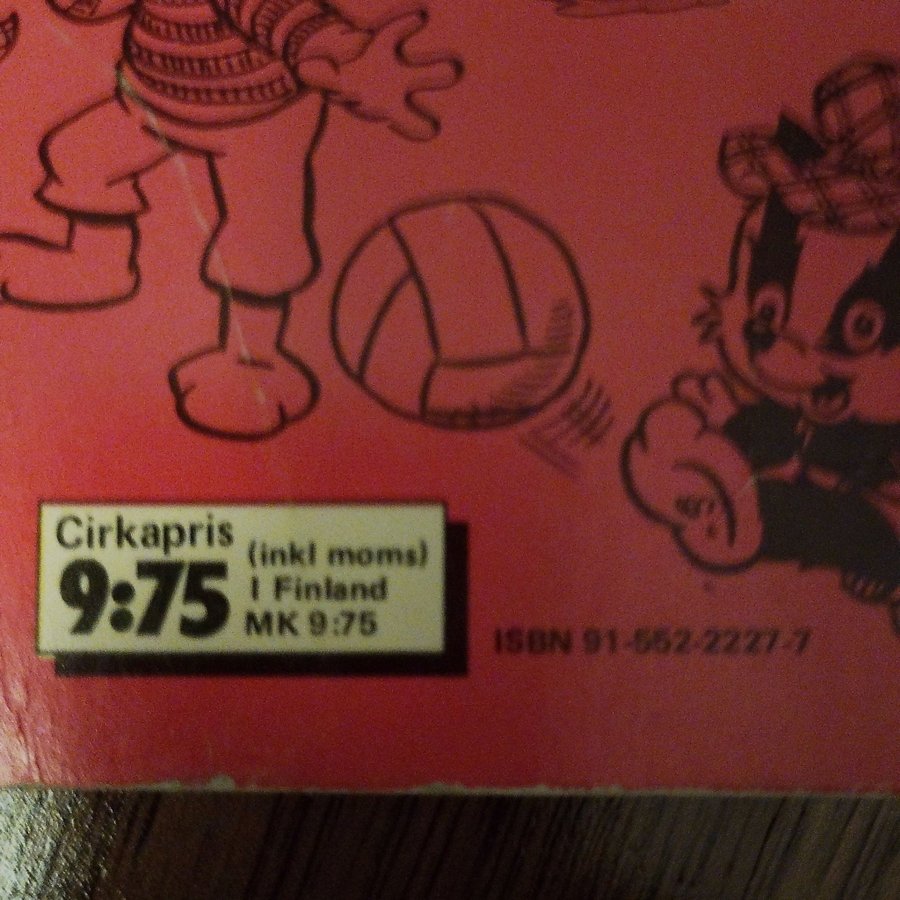 Cirkapris
9:75
(inkl moms)
I Finland
MK 9:75
ISBN 91-552-2227-7